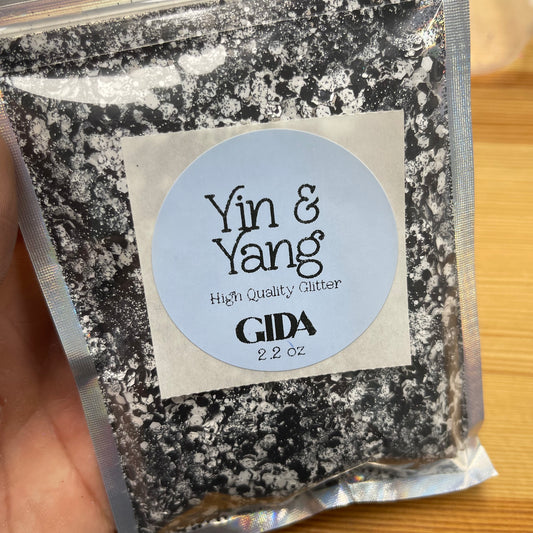 Yin &
Yang
High Quality Glitter
GIDA
2.2 oz